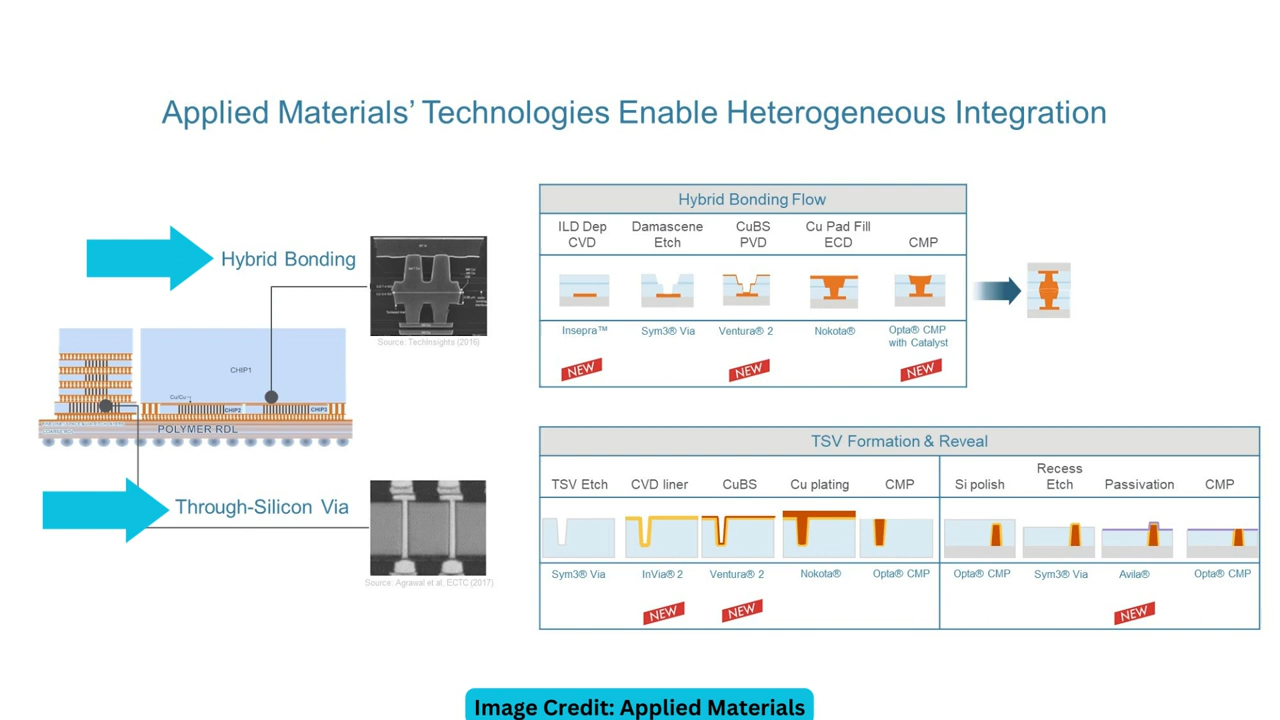 Applied Materials’ Technologies Enable Heterogeneous Integration
Hybrid Bonding
Source: TechInsights (2016)
CHIP1
Cu/Cu
CHIP2
CHIP3
POLYMER RDL
Through-Silicon Via
Source: Agrawal et al, ECTC (2017)
Hybrid Bonding Flow
ILD Dep
CVD
Damascene
Etch
CuBS
PVD
Cu Pad Fill
ECD
CMP
Insepra™
Sym3® Via
Ventura® 2
Nokota®
Opta® CMP
with Catalyst
NEW
NEW
NEW
TSV Formation & Reveal
TSV Etch
CVD liner
CuBS
Cu plating
CMP
Si polish
Recess
Etch
Passivation
CMP
Sym3® Via
InVia® 2
Ventura® 2
Nokota®
Opta® CMP
Opta® CMP
Sym3® Via
Avila®
Opta® CMP
NEW
NEW
NEW
Image Credit: Applied Materials